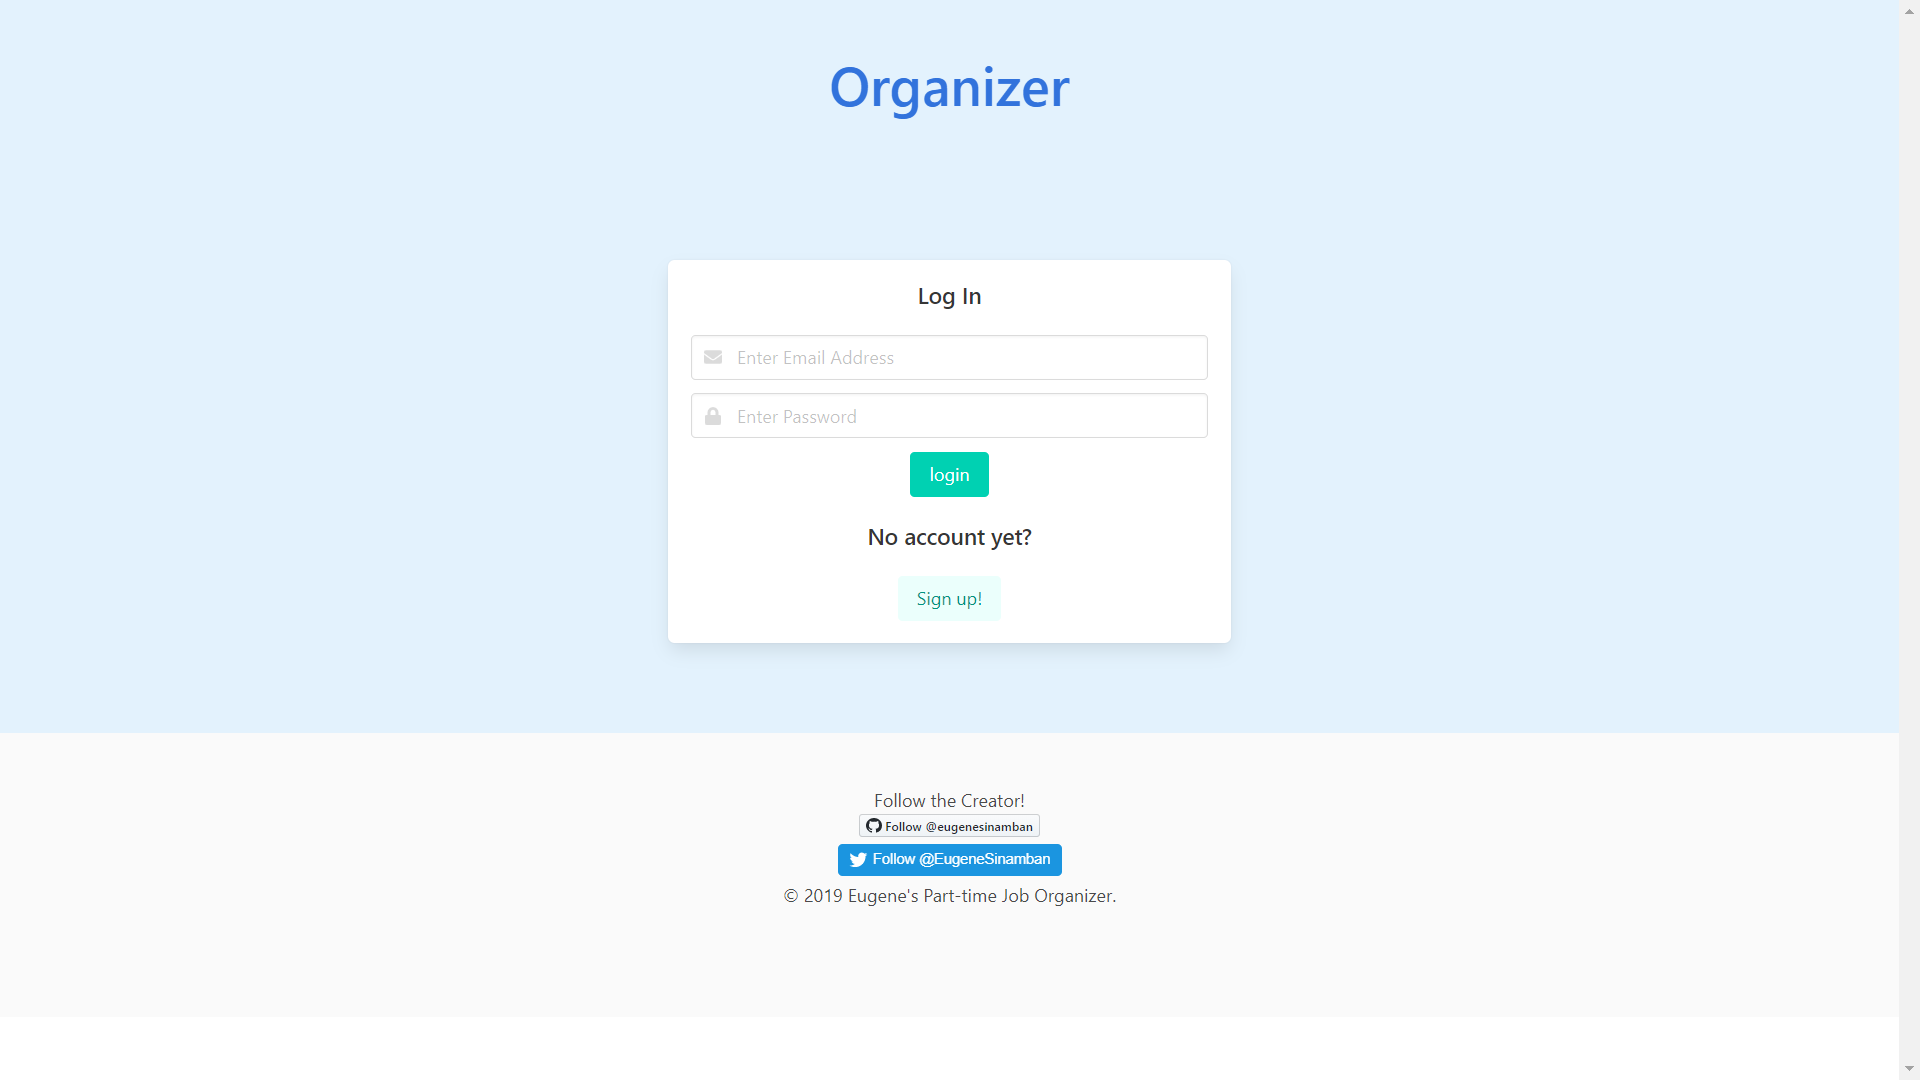 Organizer
Log In
Enter Email Address
Enter Password
login
No account yet?
Sign up!
Follow the Creator!
Follow @eugenesinamban
Follow @EugeneSinamban
© 2019 Eugene's Part-time Job Organizer.